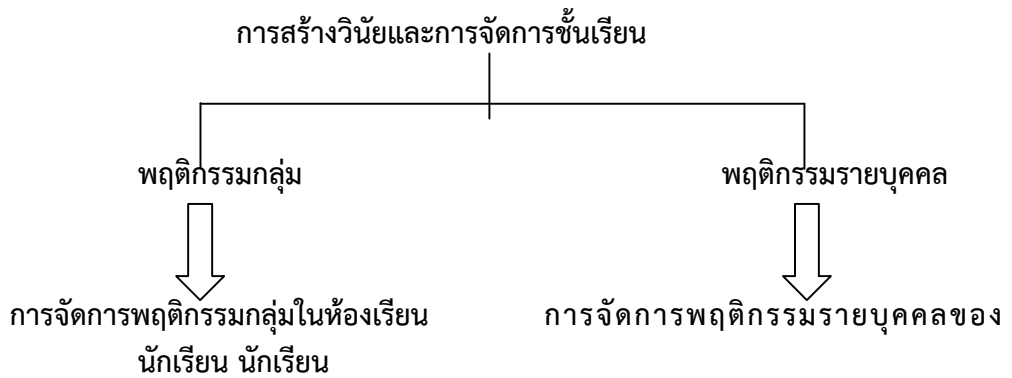 การสร้างวินัยและการจัดการชั้นเรียน
พฤติกรรมกลุ่ม พฤติกรรมรายบุคคล
การจัดการพฤติกรรมกลุ่มในห้องเรียน การจัดการพฤติกรรมรายบุคคลของ
นักเรียน นักเรียน